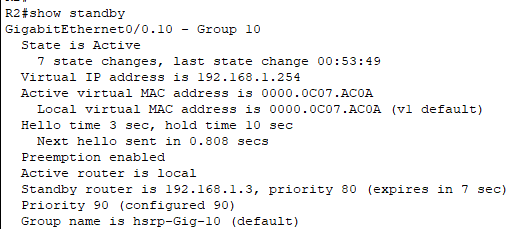 R2#show standby
GigabitEthernet0/0.10 - Group 10
State is Active
7 state changes, last state change 00:53:49
Virtual IP address is 192.168.1.254
Active virtual MAC address is 0000.0C07.AC0A
Local virtual MAC address is 0000.0C07.AC0A (v1 default)
Hello time 3 sec, hold time 10 sec
Next hello sent in 0.808 secs
Preemption enabled
Active router is local
Standby router is 192.168.1.3, priority 80 (expires in 7 sec)
Priority 90 (configured 90)
Group name is hsrp-Gig-10 (default)